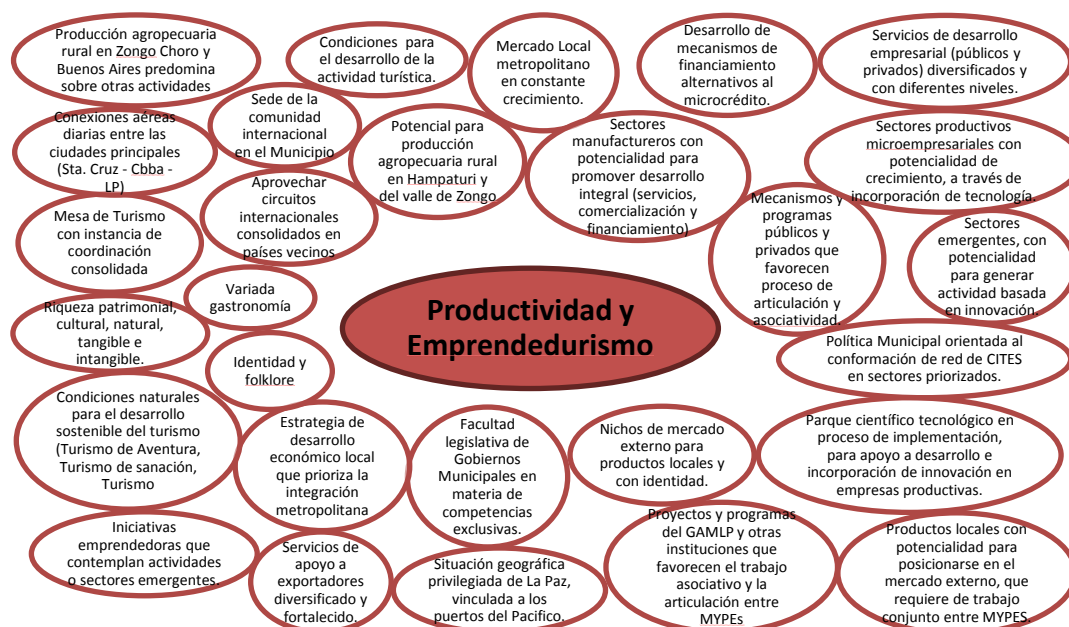 Producción agropecuaria
rural en Zongo Choro y
Buenos Aires predomina
sobre otras actividades
Condiciones para
el desarrollo de la
actividad turística.
Mercado Local
metropolitano
en constante
crecimiento.
Desarrollo de
mecanismos de
financiamiento
alternativos al
microcrédito.
Servicios de desarrollo
empresarial (públicos y
privados) diversificados y
con diferentes niveles.
Conexiones aéreas
diarias entre las
ciudades principales
(Sta. Cruz - Cbba -
LP)
Sede de la
comunidad
internacional
en el Municipio
Potencial para
producción
agropecuaria rural
en Hampaturi y
del valle de Zongo
Sectores
manufactureros con
potencialidad para
promover desarrollo
integral (servicios,
comercialización y
financiamiento)
Sectores productivos
microempresariales con
potencialidad de
crecimiento, a través de
incorporación de tecnología.
Mesa de Turismo
con instancia de
coordinación
consolidada
Aprovechar
circuitos
internacionales
consolidados en
países vecinos
Mecanismos y
programas
públicos y
privados que
favorecen
proceso de
articulación y
asociatividad.
Sectores
emergentes, con
potencialidad
para generar
actividad basada
en innovación.
Variada
gastronomía
Riqueza patrimonial,
cultural, natural,
tangible e
intangible.
Productividad y
Emprendedurismo
Identidad y
folklore
Política Municipal orientada al
conformación de red de CITES
en sectores priorizados.
Condiciones naturales
para el desarrollo
sostenible del turismo
(Turismo de Aventura,
Turismo de sanación,
Turismo
Estrategia de
desarrollo
económico local
que prioriza la
integración
metropolitana
Facultad
legislativa de
Gobiernos
Municipales en
materia de
competencias
exclusivas.
Nichos de mercado
externo para
productos locales y
con identidad.
Parque científico tecnológico en
proceso de implementación,
para apoyo a desarrollo e
incorporación de innovación en
empresas productivas.
Iniciativas
emprendedoras que
contemplan actividades
o sectores emergentes.
Servicios de
apoyo a
exportadores
diversificado y
fortalecido.
Situación geográfica
privilegiada de La Paz,
vinculada a los
puertos del Pacifico.
Proyectos y programas
del GAMLP y otras
instituciones que
favorecen el trabajo
asociativo y la
articulación entre
MYPEs
Productos locales con
potencialidad para
posicionarse en el
mercado externo, que
requiere de trabajo
conjunto entre MYPES.